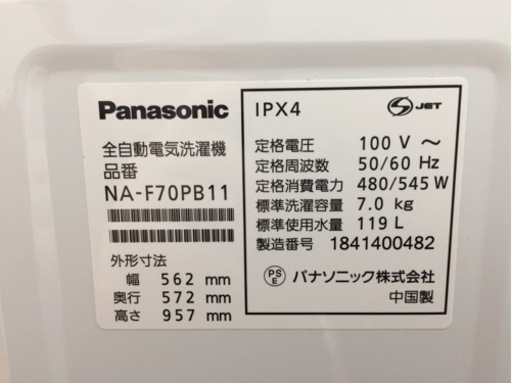 Panasonic
全自動電気洗濯機
品番
NA-F70PB11
外形寸法
幅 562 mm
奥行 572 mm
高さ 957 mm
IPX4
S JET
定格電圧 100 V ～
定格周波数 50/60 Hz
定格消費電力 480/545 W
標準洗濯容量 7.0 kg
標準使用水量 119 L
製造番号 1841400482
PS E パナソニック株式会社
中国製